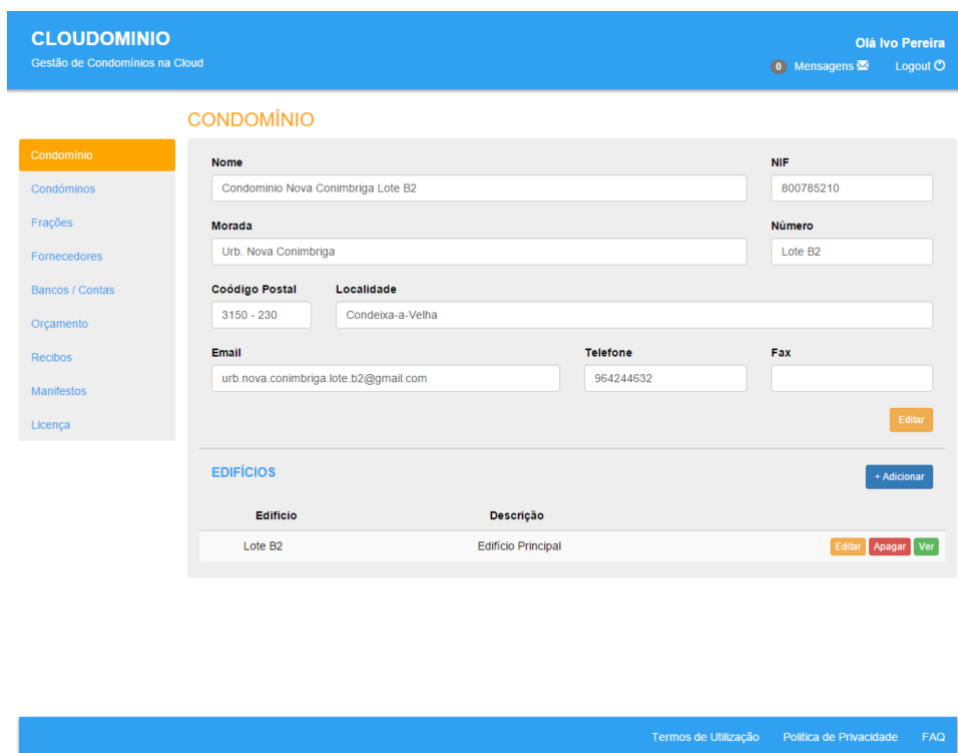 CLOUDOMINIO
Gestão de Condomínios na Cloud
Olá Ivo Pereira
0 Mensagens Logout
CONDOMÍNIO
Condomínio
Condóminos
Frações
Fornecedores
Bancos / Contas
Orçamento
Recibos
Manifestos
Licença
Nome NIF
Condominio Nova Conimbriga Lote B2 800785210
Morada Número
Urb. Nova Conimbriga Lote B2
Coódigo Postal Localidade
3150 - 230 Condeixa-a-Velha
Email Telefone Fax
urb.nova.conimbriga.lote.b2@gmail.com 964244632
Editar
EDIFÍCIOS + Adicionar
Edificio Descrição
Lote B2 Edifício Principal Editar Apagar Ver
Termos de Utilização Politica de Privacidade FAQ